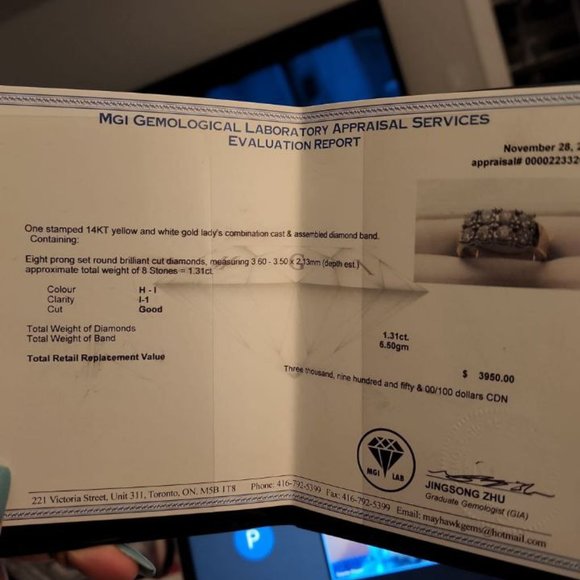 MGI GEMOLOGICAL LABORATORY APPRAISAL SERVICES
EVALUATION REPORT
November 28, 2
appraisal# 000022332
One stamped 14KT yellow and white gold lady's combination cast & assembled diamond band.
Containing:
Eight prong set round brilliant cut diamonds, measuring 3.60 - 3.50 x 2.13mm (depth est.)
approximate total weight of 8 Stones = 1.31ct.
Colour H - I
Clarity I-1
Cut Good
Total Weight of Diamonds 1.31ct.
Total Weight of Band 6.50gm
Total Retail Replacement Value $ 3950.00
Three thousand, nine hundred and fifty & 00/100 dollars CDN
MGI LAB
JINGSONG ZHU
Graduate Gemologist (GIA)
221 Victoria Street, Unit 311, Toronto, ON. M5B 1T8 Phone: 416-792-5399 Fax: 416-792-5399 Email: mayhawkgems@hotmail.com
P